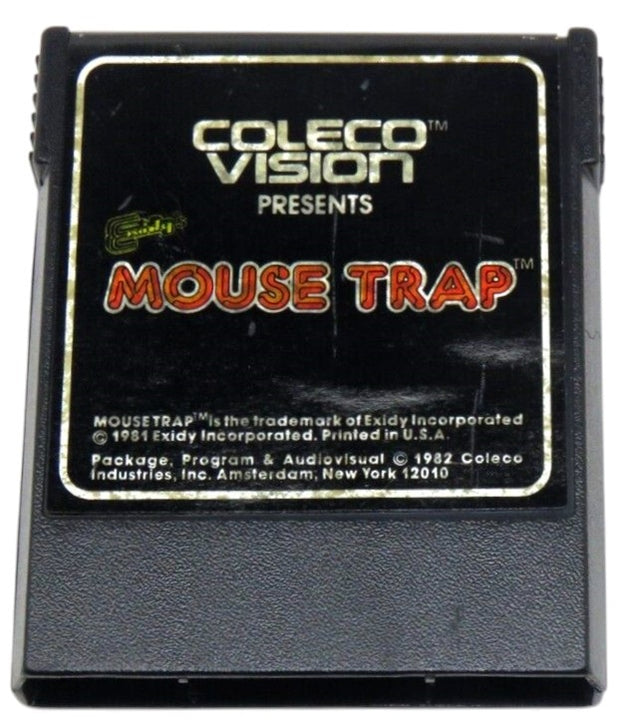 COLECO™
VISION
PRESENTS
Exidy
MOUSE TRAP™
MOUSETRAP™ is the trademark of Exidy Incorporated
© 1981 Exidy Incorporated. Printed in U.S.A.
Package, Program & Audiovisual © 1982 Coleco
Industries, Inc. Amsterdam, New York 12010